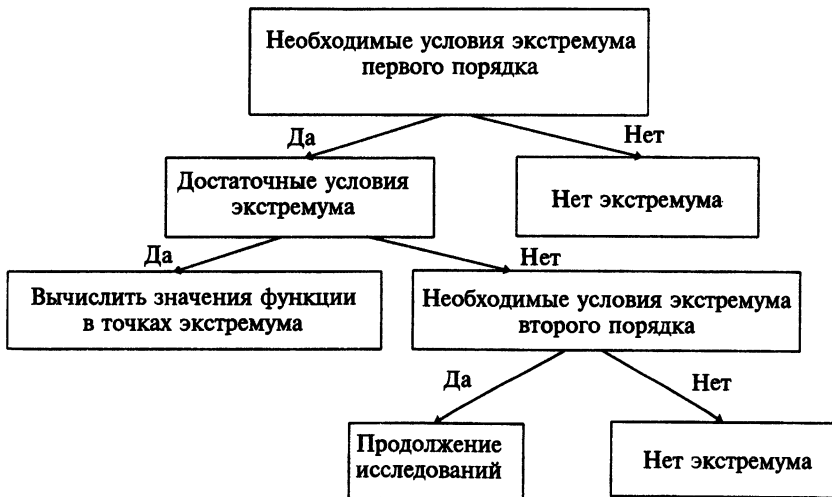 Необходимые условия экстремума
первого порядка
Да
Нет
Достаточные условия
экстремума
Нет экстремума
Да
Нет
Вычислить значения функции
в точках экстремума
Необходимые условия экстремума
второго порядка
Да
Нет
Продолжение
исследований
Нет экстремума